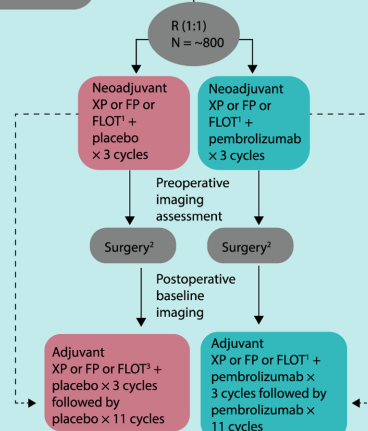 R (1:1)
N = ~800
Neoadjuvant
XP or FP or
FLOT¹ +
placebo
× 3 cycles
Neoadjuvant
XP or FP or
FLOT¹ +
pembrolizumab
× 3 cycles
Preoperative
imaging
assessment
Surgery²
Surgery²
Postoperative
baseline
imaging
Adjuvant
XP or FP or FLOT³ +
placebo × 3 cycles
followed by
placebo × 11 cycles
Adjuvant
XP or FP or FLOT¹ +
pembrolizumab ×
3 cycles followed by
pembrolizumab ×
11 cycles